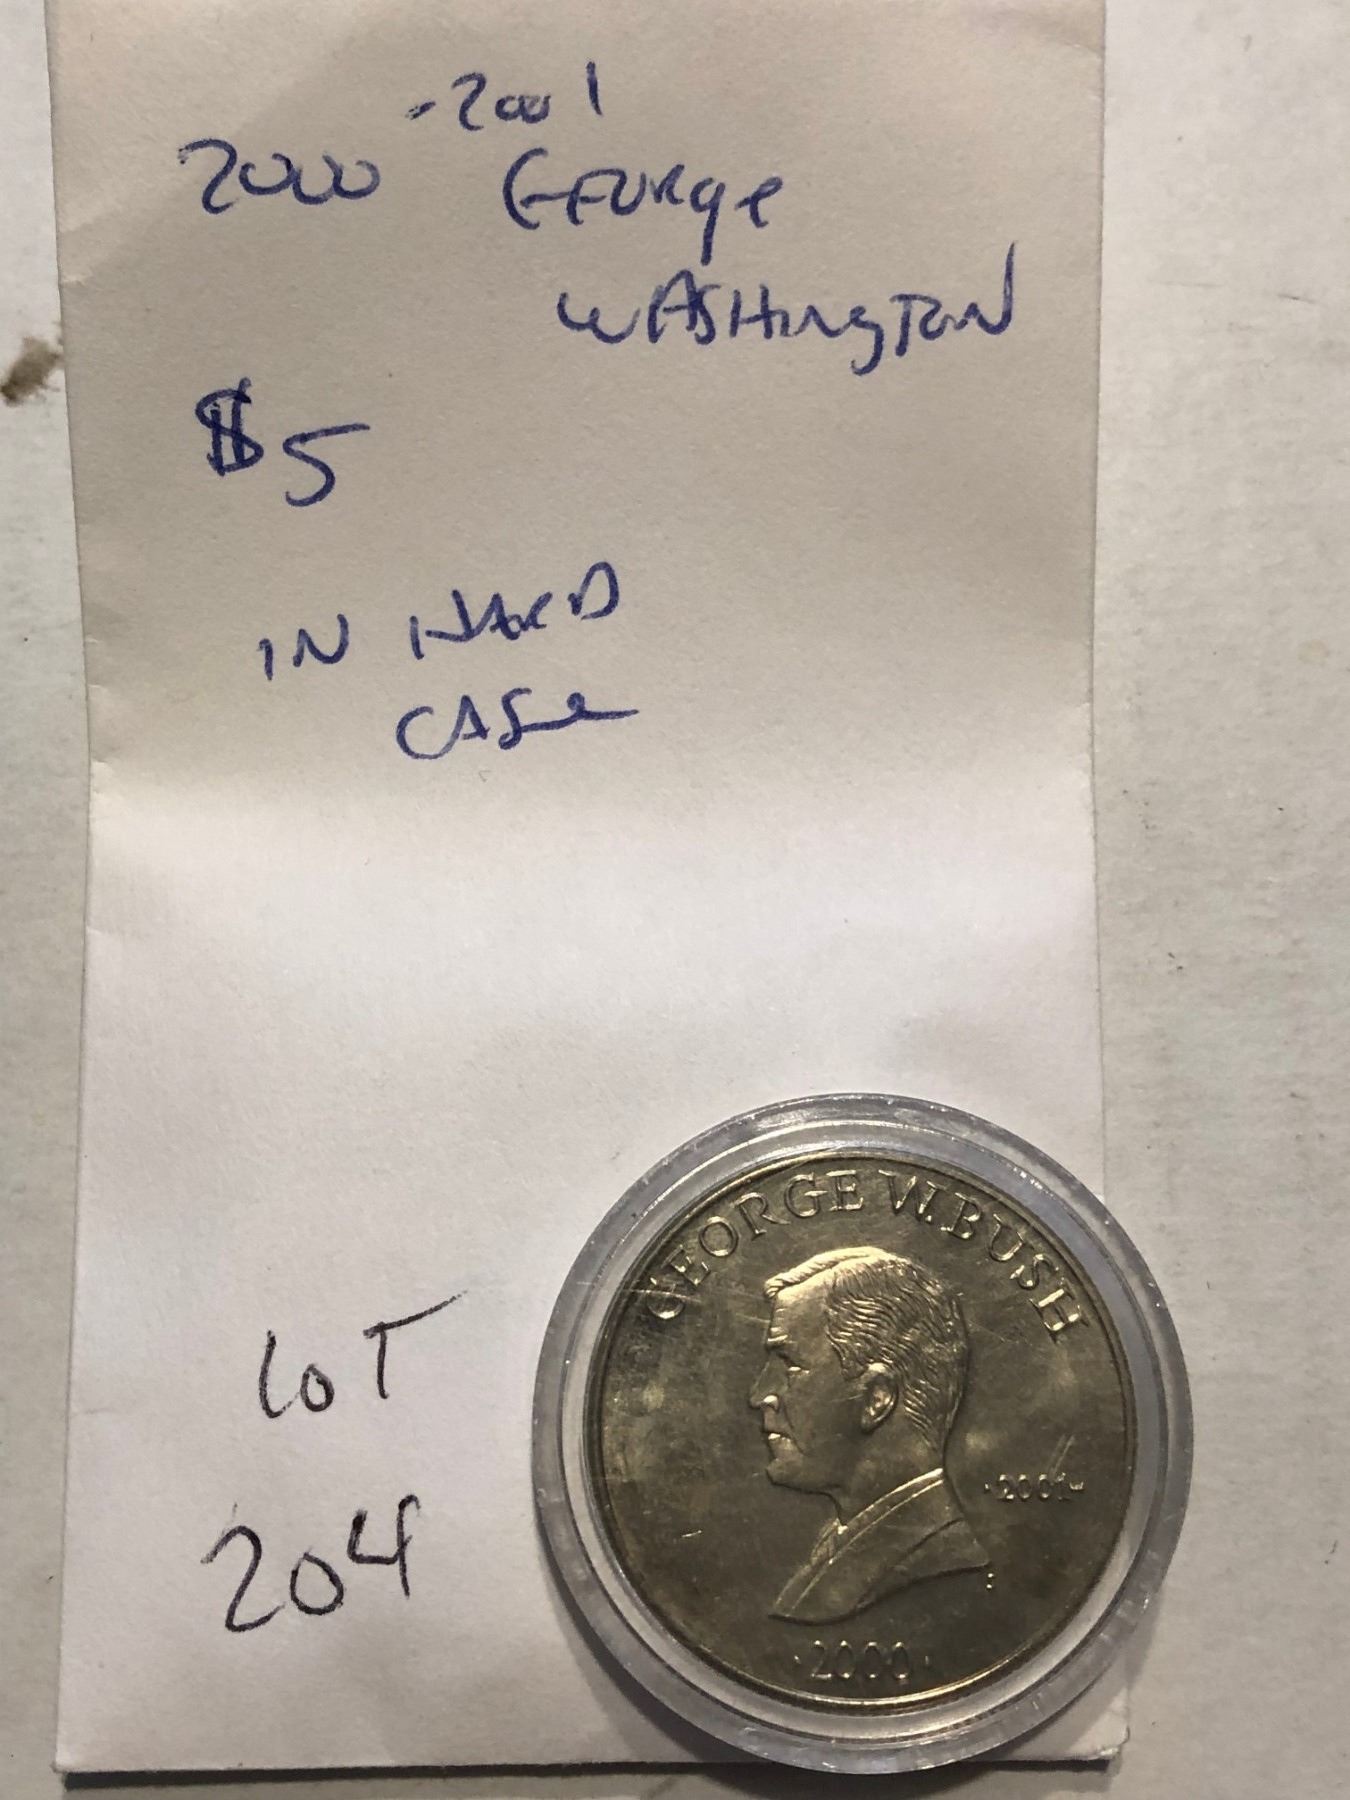 -2001
2000 GEORge
WASHingTON
$5
IN HARD
CASe
LOT
204
GEORGE W. BUSH
·2001·
·2000·